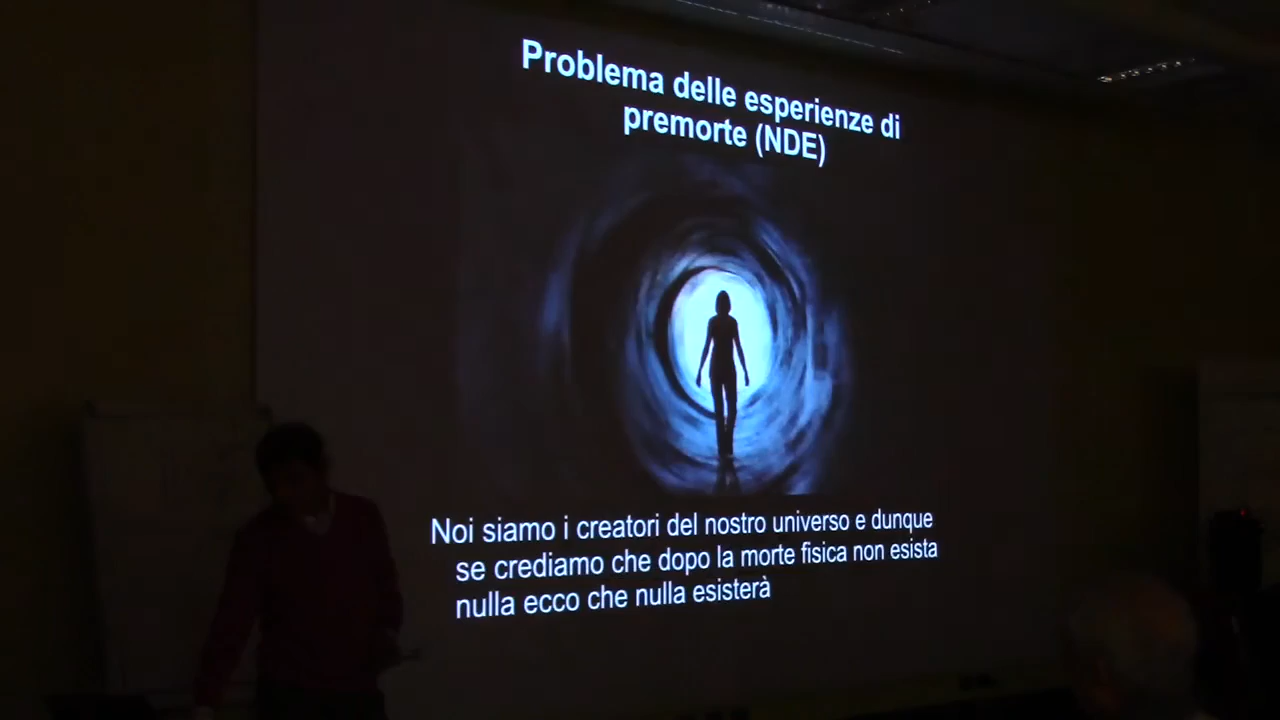 Problema delle esperienze di
premorte (NDE)
Noi siamo i creatori del nostro universo e dunque
se crediamo che dopo la morte fisica non esista
nulla ecco che nulla esisterà